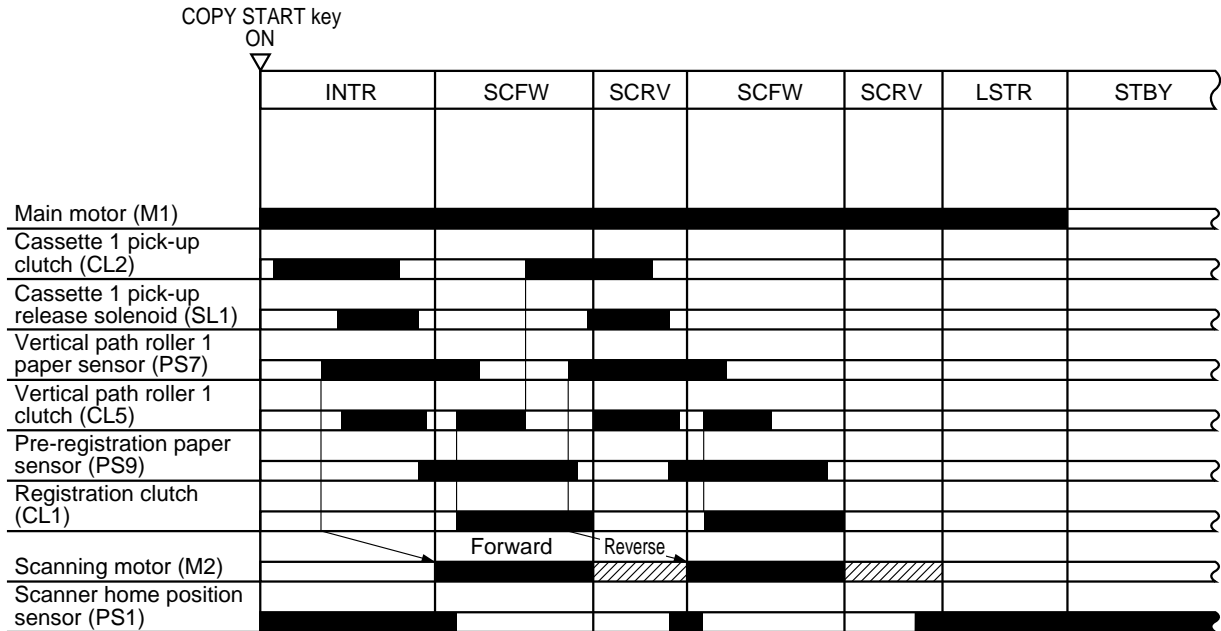 COPY START key
ON
INTR SCFW SCRV SCFW SCRV LSTR STBY
Main motor (M1)
Cassette 1 pick-up
clutch (CL2)
Cassette 1 pick-up
release solenoid (SL1)
Vertical path roller 1
paper sensor (PS7)
Vertical path roller 1
clutch (CL5)
Pre-registration paper
sensor (PS9)
Registration clutch
(CL1)
Forward Reverse
Scanning motor (M2)
Scanner home position
sensor (PS1)